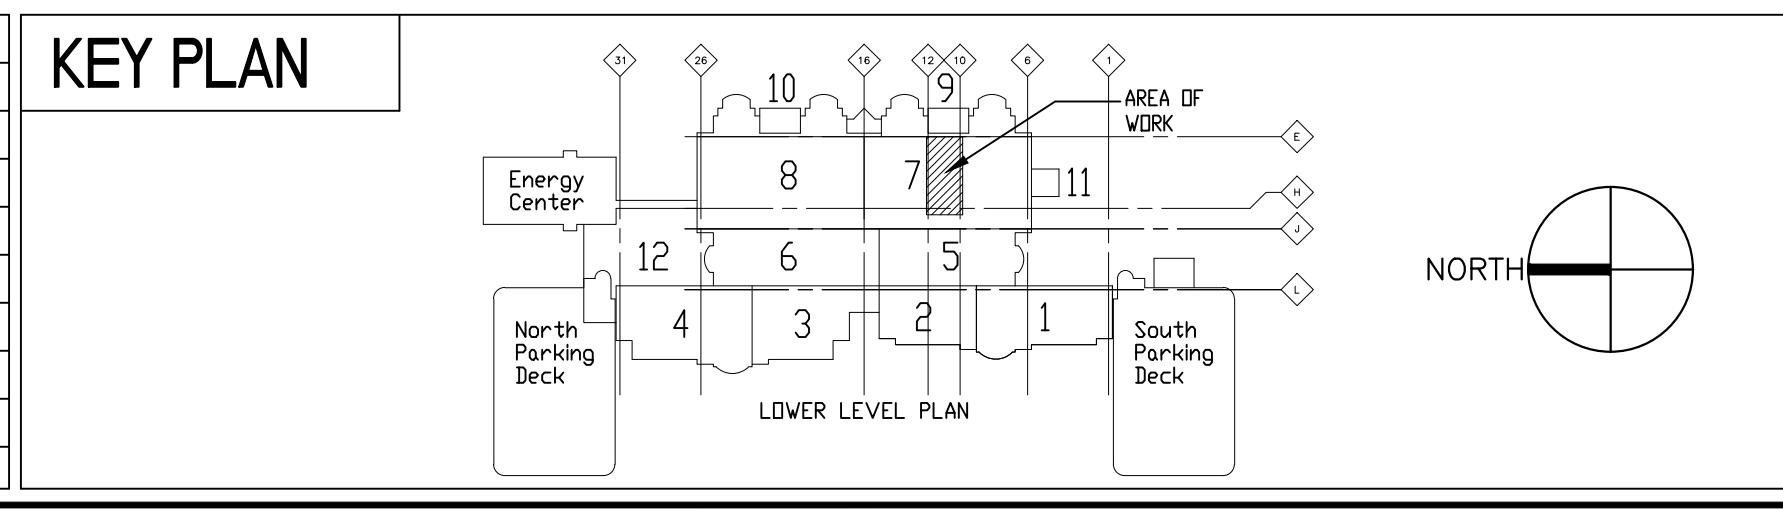 KEY PLAN
31
26
16
12
10
6
1
10
9
AREA OF
WORK
E
8
7
11
Energy
Center
H
J
12
6
5
NORTH
L
4
3
2
1
North
Parking
Deck
South
Parking
Deck
LOWER LEVEL PLAN